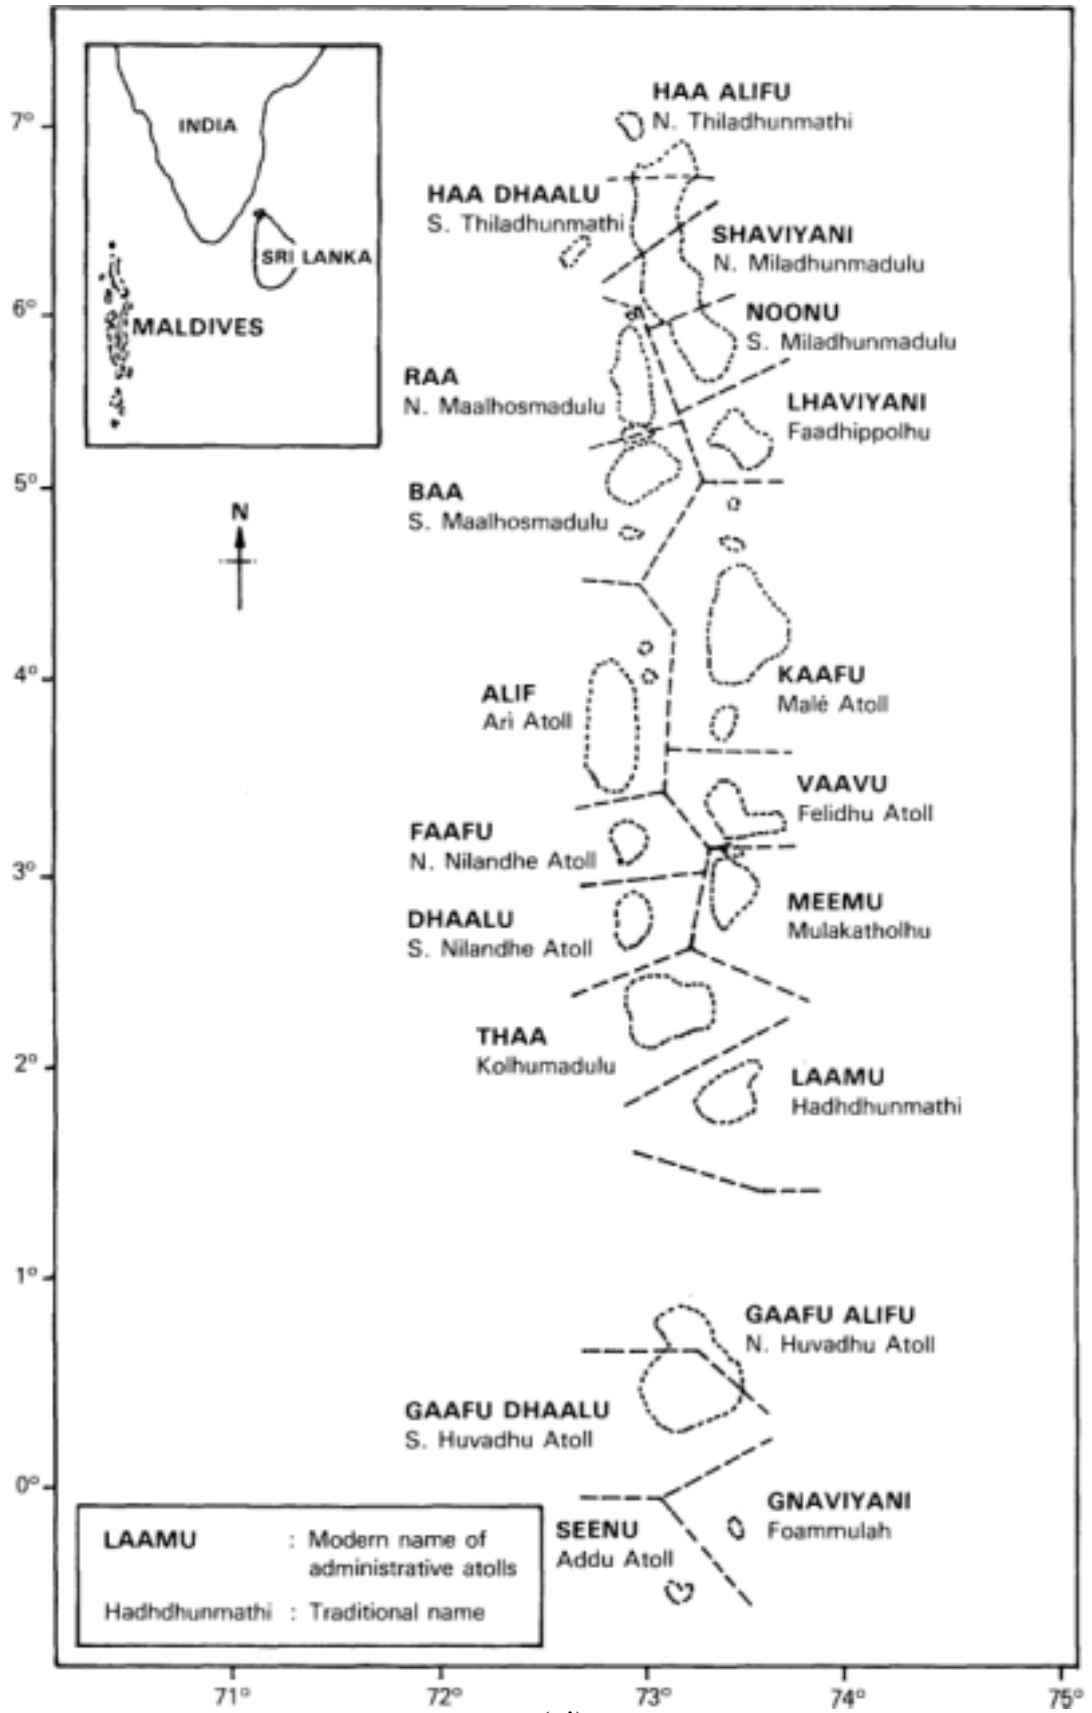 INDIA
SRI LANKA
MALDIVES
N
7°
6°
5°
4°
3°
2°
1°
0°
HAA ALIFU
N. Thiladhunmathi
HAA DHAALU
S. Thiladhunmathi
SHAVIYANI
N. Miladhunmadulu
NOONU
S. Miladhunmadulu
RAA
N. Maalhosmadulu
LHAVIYANI
Faadhippolhu
BAA
S. Maalhosmadulu
KAAFU
Malé Atoll
ALIF
Ari Atoll
VAAVU
Felidhu Atoll
FAAFU
N. Nilandhe Atoll
MEEMU
Mulakatholhu
DHAALU
S. Nilandhe Atoll
THAA
Kolhumadulu
LAAMU
Hadhdhunmathi
GAAFU ALIFU
N. Huvadhu Atoll
GAAFU DHAALU
S. Huvadhu Atoll
GNAVIYANI
Foammulah
SEENU
Addu Atoll
LAAMU : Modern name of
administrative atolls
Hadhdhunmathi : Traditional name
71° 72° 73° 74° 75°